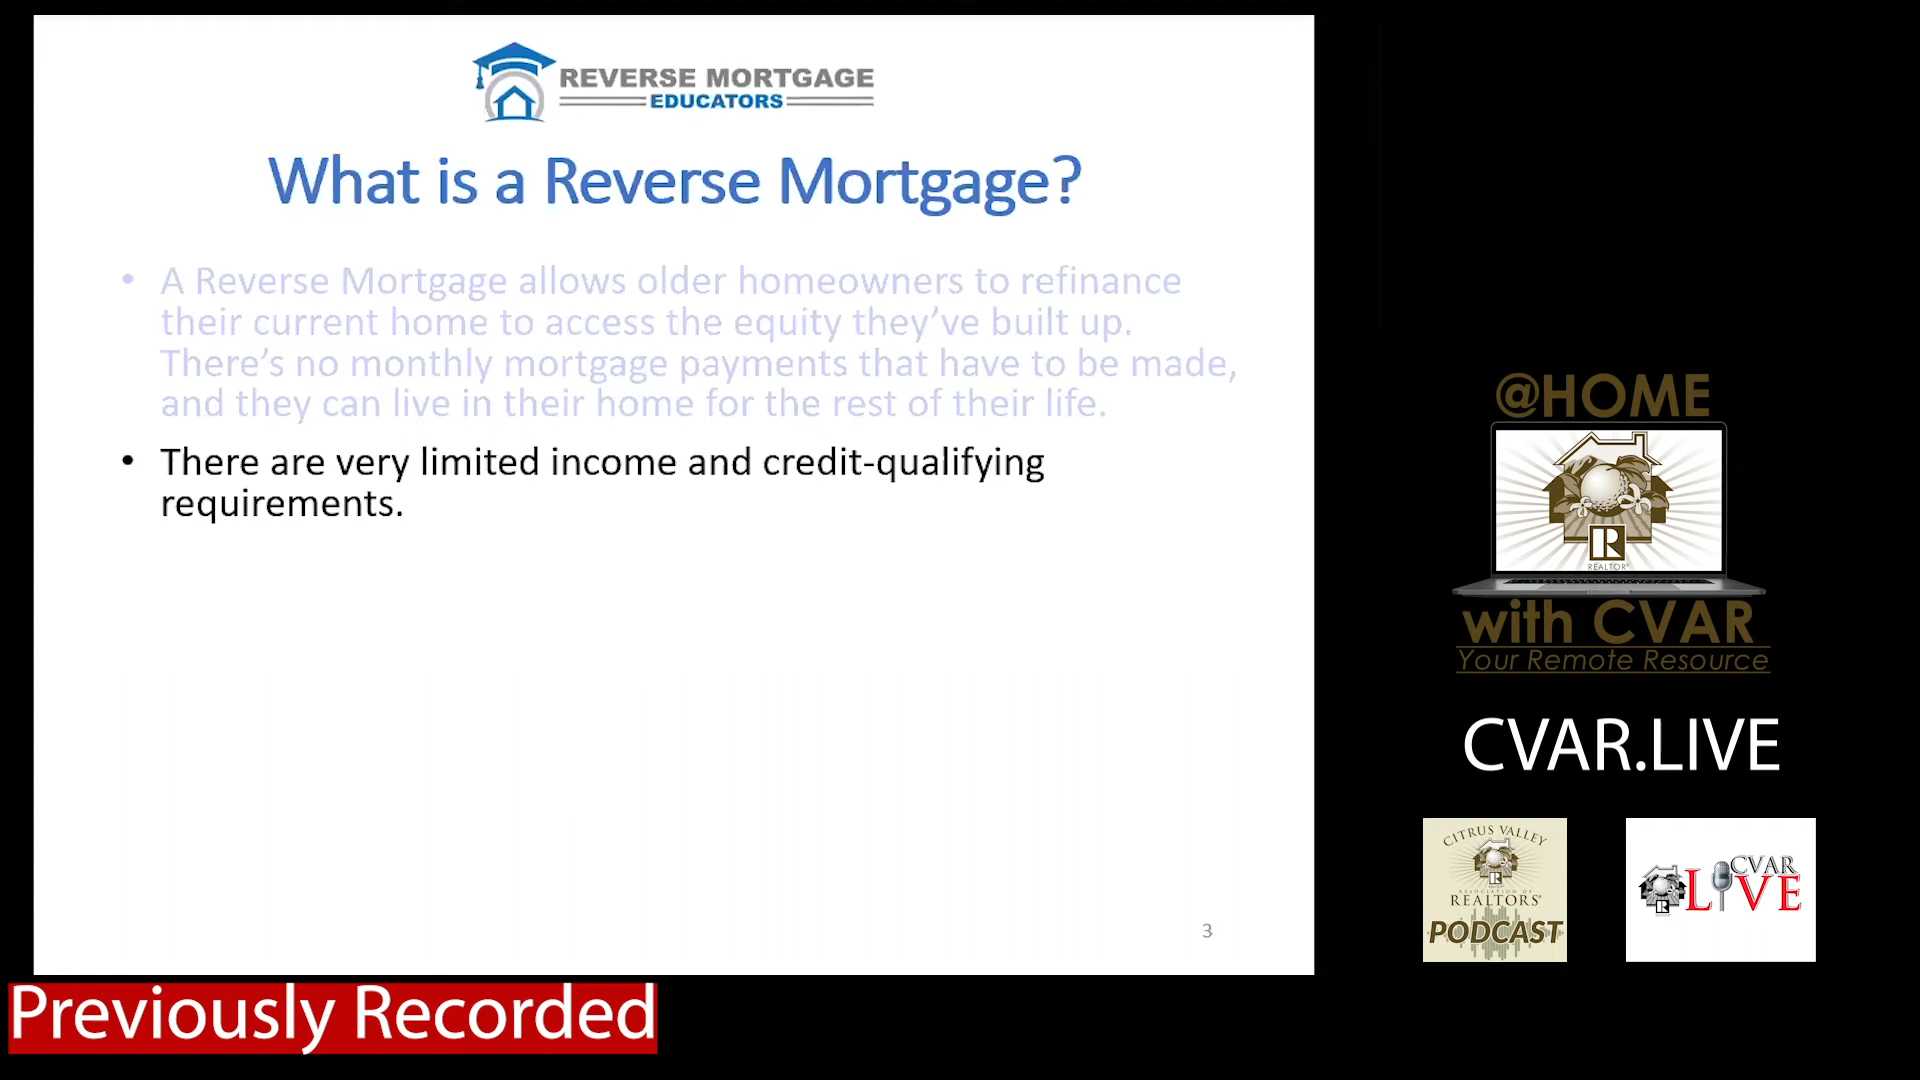 REVERSE MORTGAGE
EDUCATORS
What is a Reverse Mortgage?
• A Reverse Mortgage allows older homeowners to refinance
their current home to access the equity they’ve built up.
There’s no monthly mortgage payments that have to be made,
and they can live in their home for the rest of their life.
• There are very limited income and credit-qualifying
requirements.
3
Previously Recorded
@HOME
R
REALTOR®
with CVAR
Your Remote Resource
CVAR.LIVE
CITRUS VALLEY
R
ASSOCIATION OF
REALTORS®
PODCAST
CVAR
LIVE
R